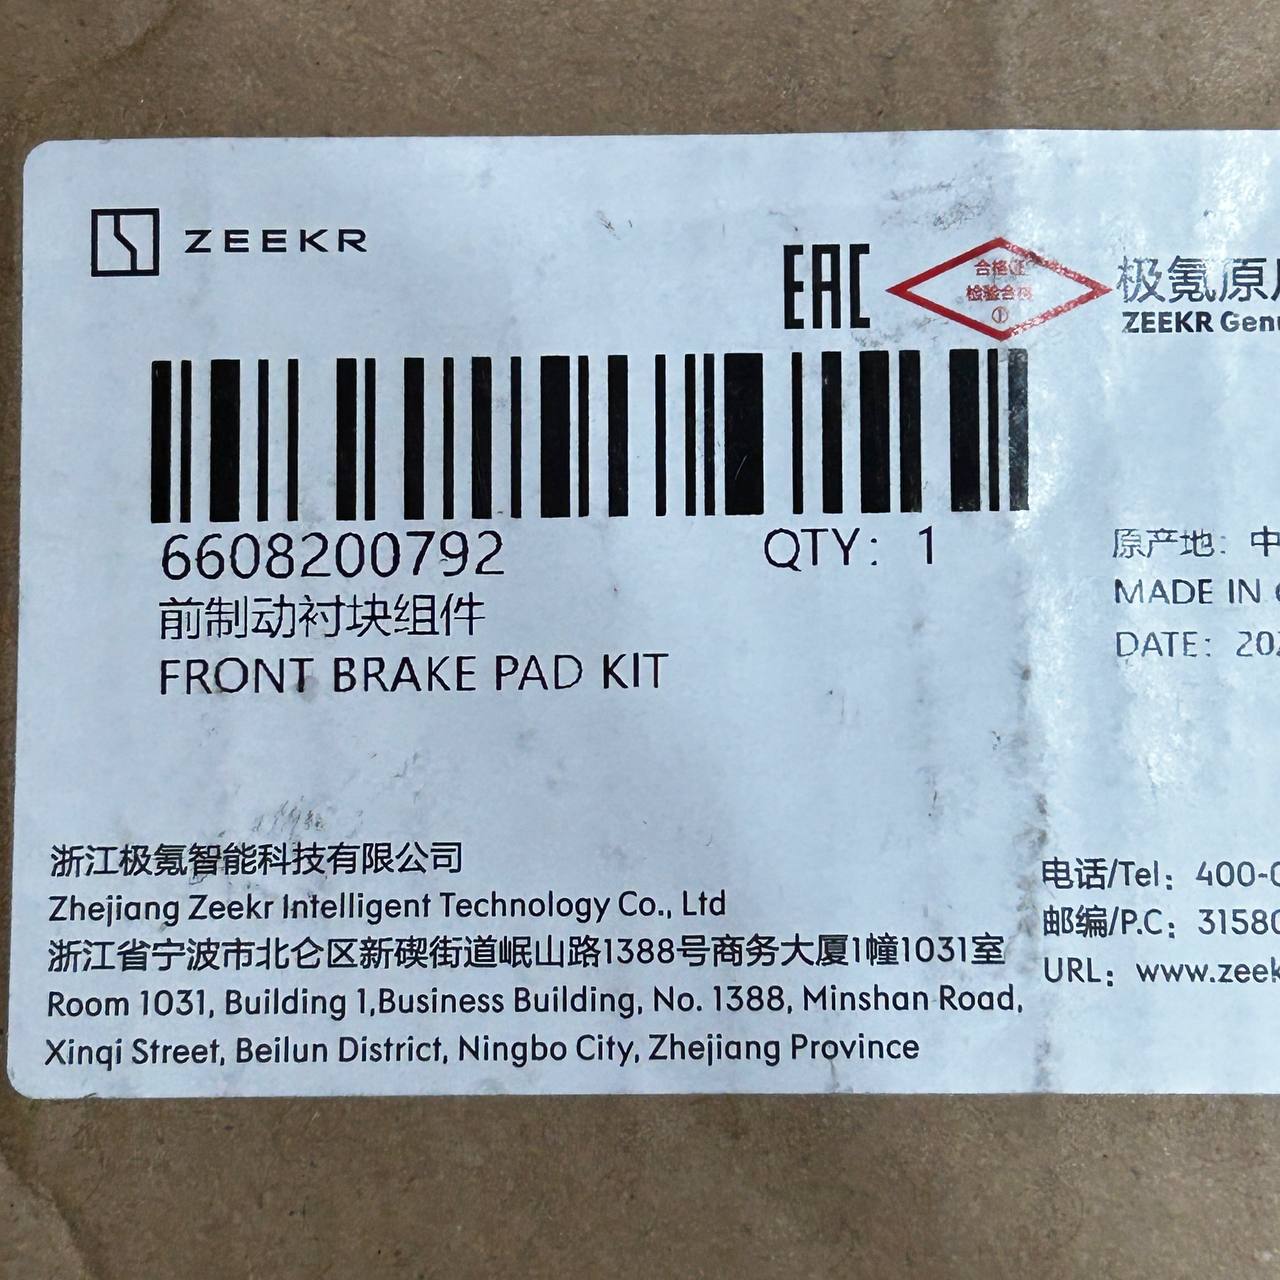 ZEEKR
EAC
合格证
检验合格
①
极氪原
ZEEKR
6608200792
QTY: 1
前制动衬块组件
FRONT BRAKE PAD KIT
原产地: 中
MADE IN
DATE: 202
浙江极氪智能科技有限公司
Zhejiang Zeekr Intelligent Technology Co., Ltd
浙江省宁波市北仑区新碶街道岷山路1388号商务大厦1幢1031室
Room 1031, Building 1,Business Building, No. 1388, Minshan Road,
Xinqi Street, Beilun District, Ningbo City, Zhejiang Province
电话/Tel: 400-0
邮编/P.C: 31580
URL: www.zeek